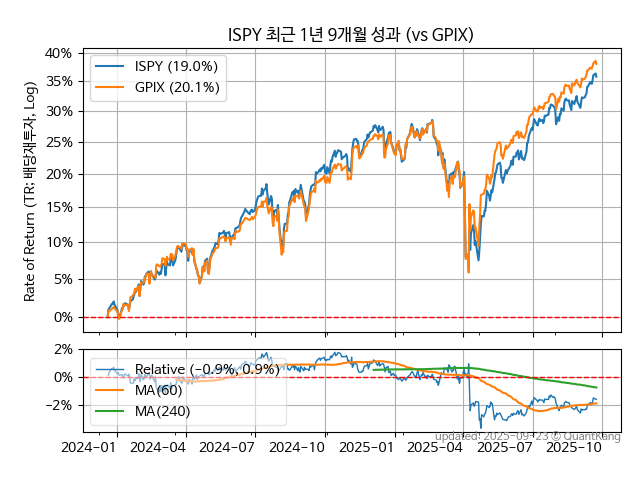 ISPY 최근 1년 9개월 성과 (vs GPIX)
40%
35%
30%
25%
20%
15%
10%
5%
0%
Rate of Return (TR: 배당재투자, Log)
ISPY (19.0%)
GPIX (20.1%)
2%
0%
−2%
Relative (−0.9%, 0.9%)
MA(60)
MA(240)
2024-01 2024-04 2024-07 2024-10 2025-01 2025-04 2025-07 2025-10
updated: 2025-09-23 © QuantKang